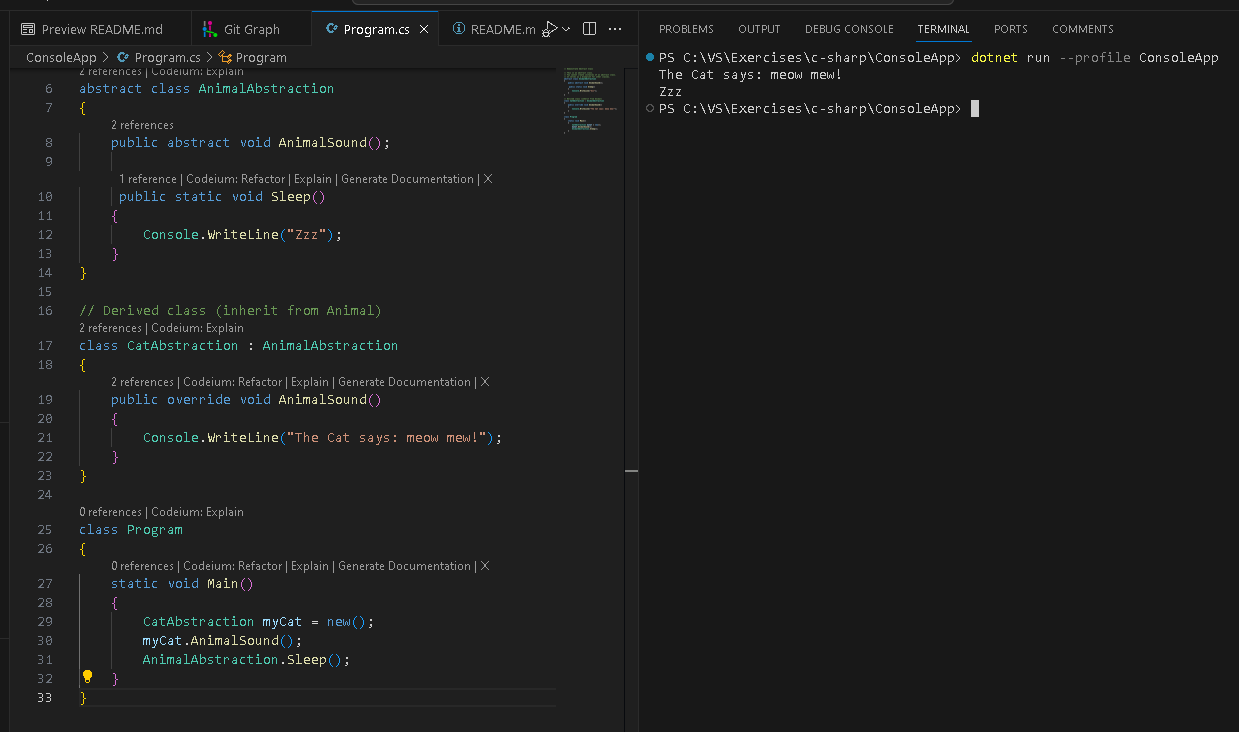 Preview README.md
Git Graph
Program.cs
README.m
ConsoleApp > Program.cs > Program
2 references | Codeium: Explain
6 abstract class AnimalAbstraction
7 {
2 references
8 public abstract void AnimalSound();
9
1 reference | Codeium: Refactor | Explain | Generate Documentation | X
10 public static void Sleep()
11 {
12 Console.WriteLine("Zzz");
13 }
14 }
15
16 // Derived class (inherit from Animal)
2 references | Codeium: Explain
17 class CatAbstraction : AnimalAbstraction
18 {
2 references | Codeium: Refactor | Explain | Generate Documentation | X
19 public override void AnimalSound()
20 {
21 Console.WriteLine("The Cat says: meow mew!");
22 }
23 }
24
0 references | Codeium: Explain
25 class Program
26 {
0 references | Codeium: Refactor | Explain | Generate Documentation | X
27 static void Main()
28 {
29 CatAbstraction myCat = new();
30 myCat.AnimalSound();
31 AnimalAbstraction.Sleep();
32 }
33 }
PROBLEMS OUTPUT DEBUG CONSOLE TERMINAL PORTS COMMENTS
PS C:\VS\Exercises\c-sharp\ConsoleApp> dotnet run --profile ConsoleApp
The Cat says: meow mew!
Zzz
PS C:\VS\Exercises\c-sharp\ConsoleApp>